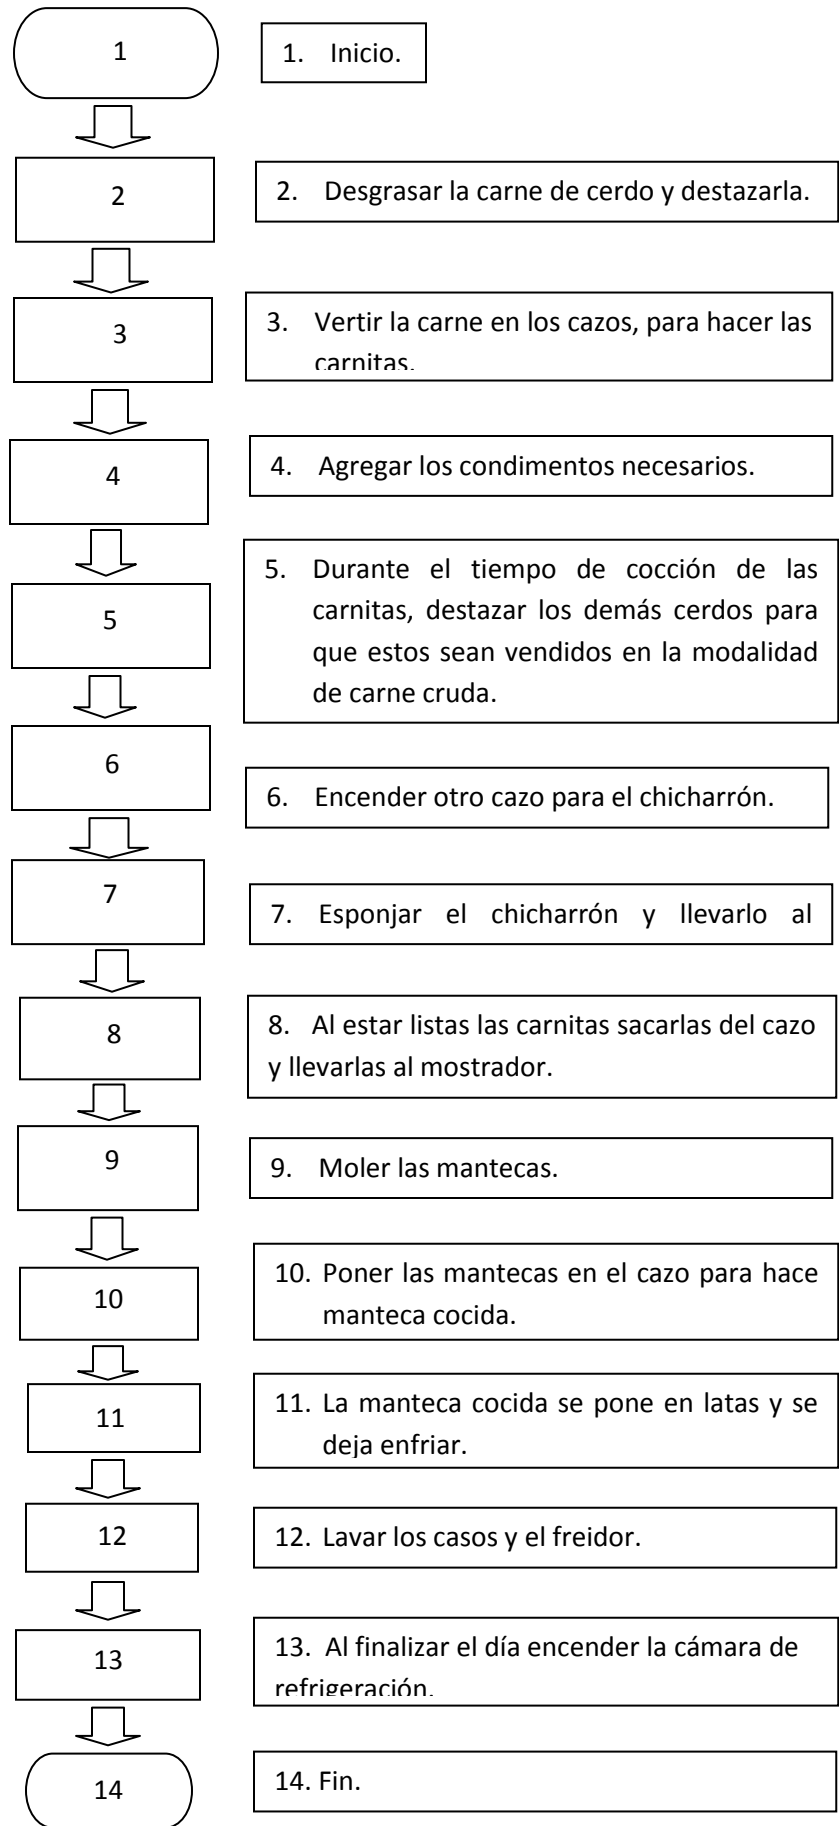 1
1. Inicio.
2
2. Desgrasar la carne de cerdo y destazarla.
3
3. Vertir la carne en los cazos, para hacer las
carnitas.
4
4. Agregar los condimentos necesarios.
5
5. Durante el tiempo de cocción de las
carnitas, destazar los demás cerdos para
que estos sean vendidos en la modalidad
de carne cruda.
6
6. Encender otro cazo para el chicharrón.
7
7. Esponjar el chicharrón y llevarlo al
8
8. Al estar listas las carnitas sacarlas del cazo
y llevarlas al mostrador.
9
9. Moler las mantecas.
10
10. Poner las mantecas en el cazo para hace
manteca cocida.
11
11. La manteca cocida se pone en latas y se
deja enfriar.
12
12. Lavar los casos y el freidor.
13
13. Al finalizar el día encender la cámara de
refrigeración.
14
14. Fin.